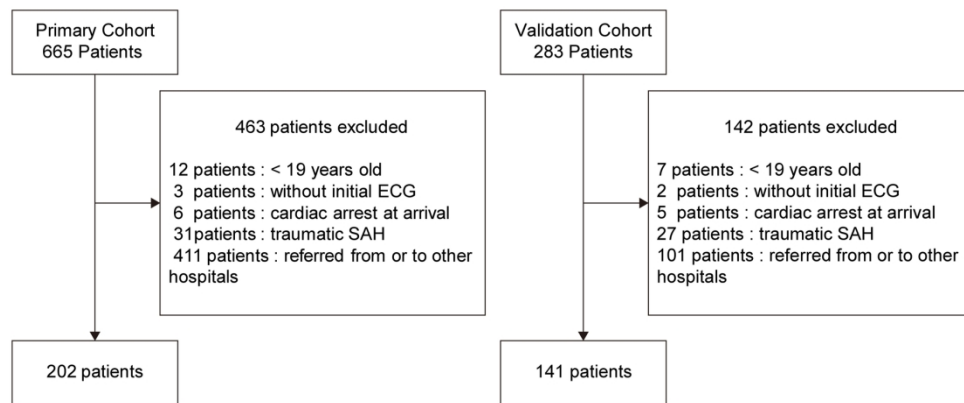 Primary Cohort
665 Patients
463 patients excluded
12 patients : < 19 years old
3 patients : without initial ECG
6 patients : cardiac arrest at arrival
31patients : traumatic SAH
411 patients : referred from or to other
hospitals
202 patients
Validation Cohort
283 Patients
142 patients excluded
7 patients : < 19 years old
2 patients : without initial ECG
5 patients : cardiac arrest at arrival
27 patients : traumatic SAH
101 patients : referred from or to other
hospitals
141 patients